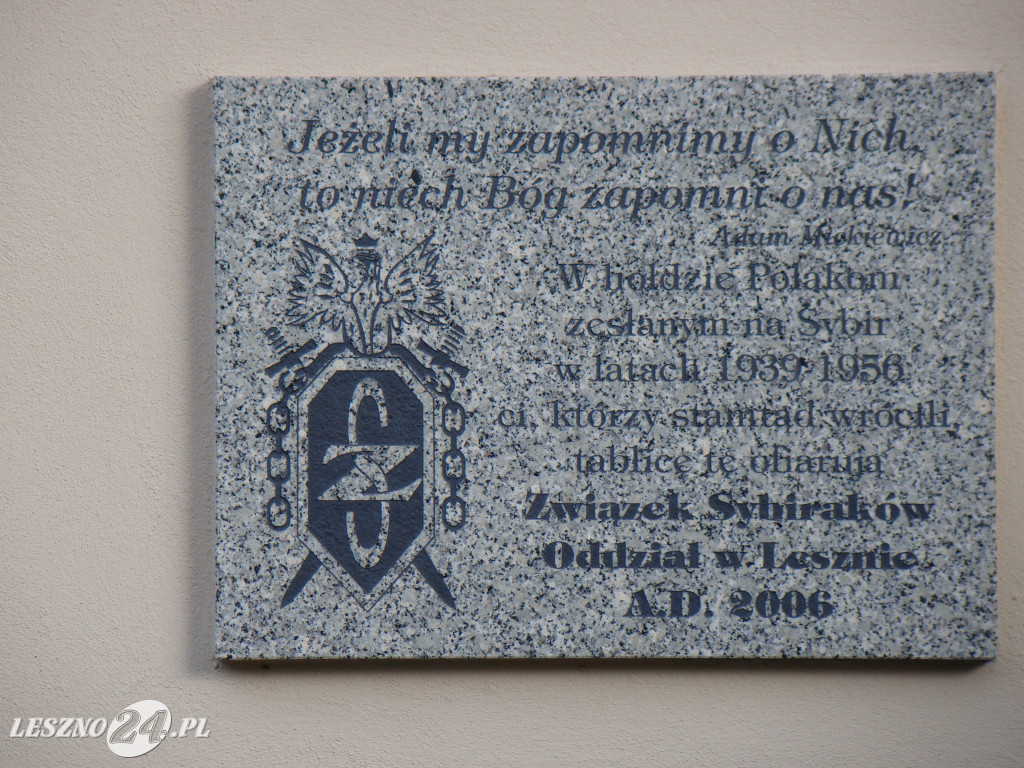 Jeżeli my zapomnimy o Nich,
to niech Bóg zapomni o nas!
Adam Mickiewicz
W hołdzie Polakom
zesłanym na Sybir
w latach 1939-1956
ci, którzy stamtąd wrócili,
tablicę tę ofiarują
Związek Sybiraków
Oddział w Lesznie
A.D. 2006
LESZNO24.PL